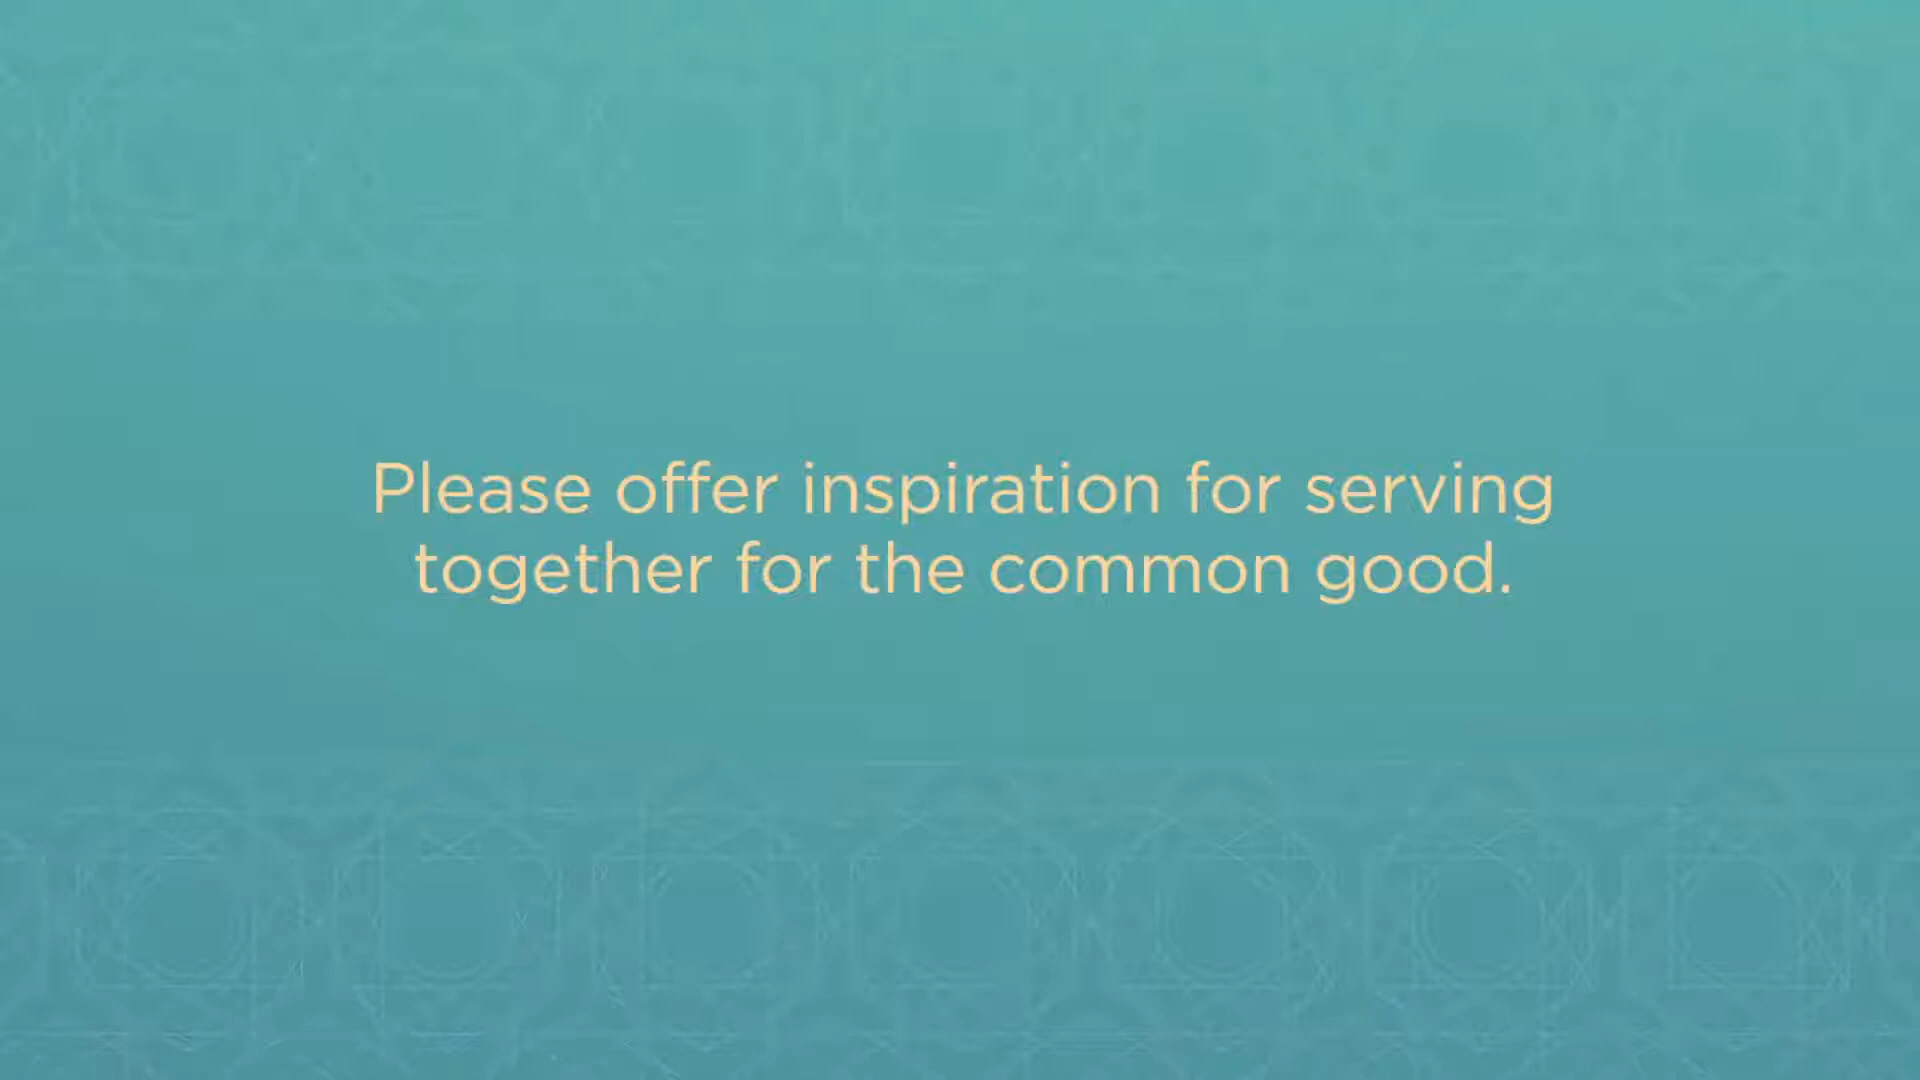 Please offer inspiration for serving
together for the common good.